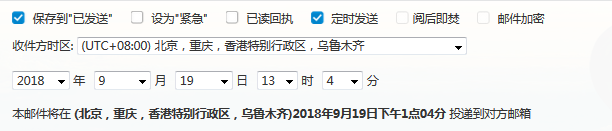 保存到"已发送" 设为"紧急" 已读回执 定时发送 阅后即焚 邮件加密
收件方时区: (UTC+08:00) 北京，重庆，香港特别行政区，乌鲁木齐
2018 年 9 月 19 日 13 时 4 分
本邮件将在 (北京，重庆，香港特别行政区，乌鲁木齐)2018年9月19日下午1点04分 投递到对方邮箱